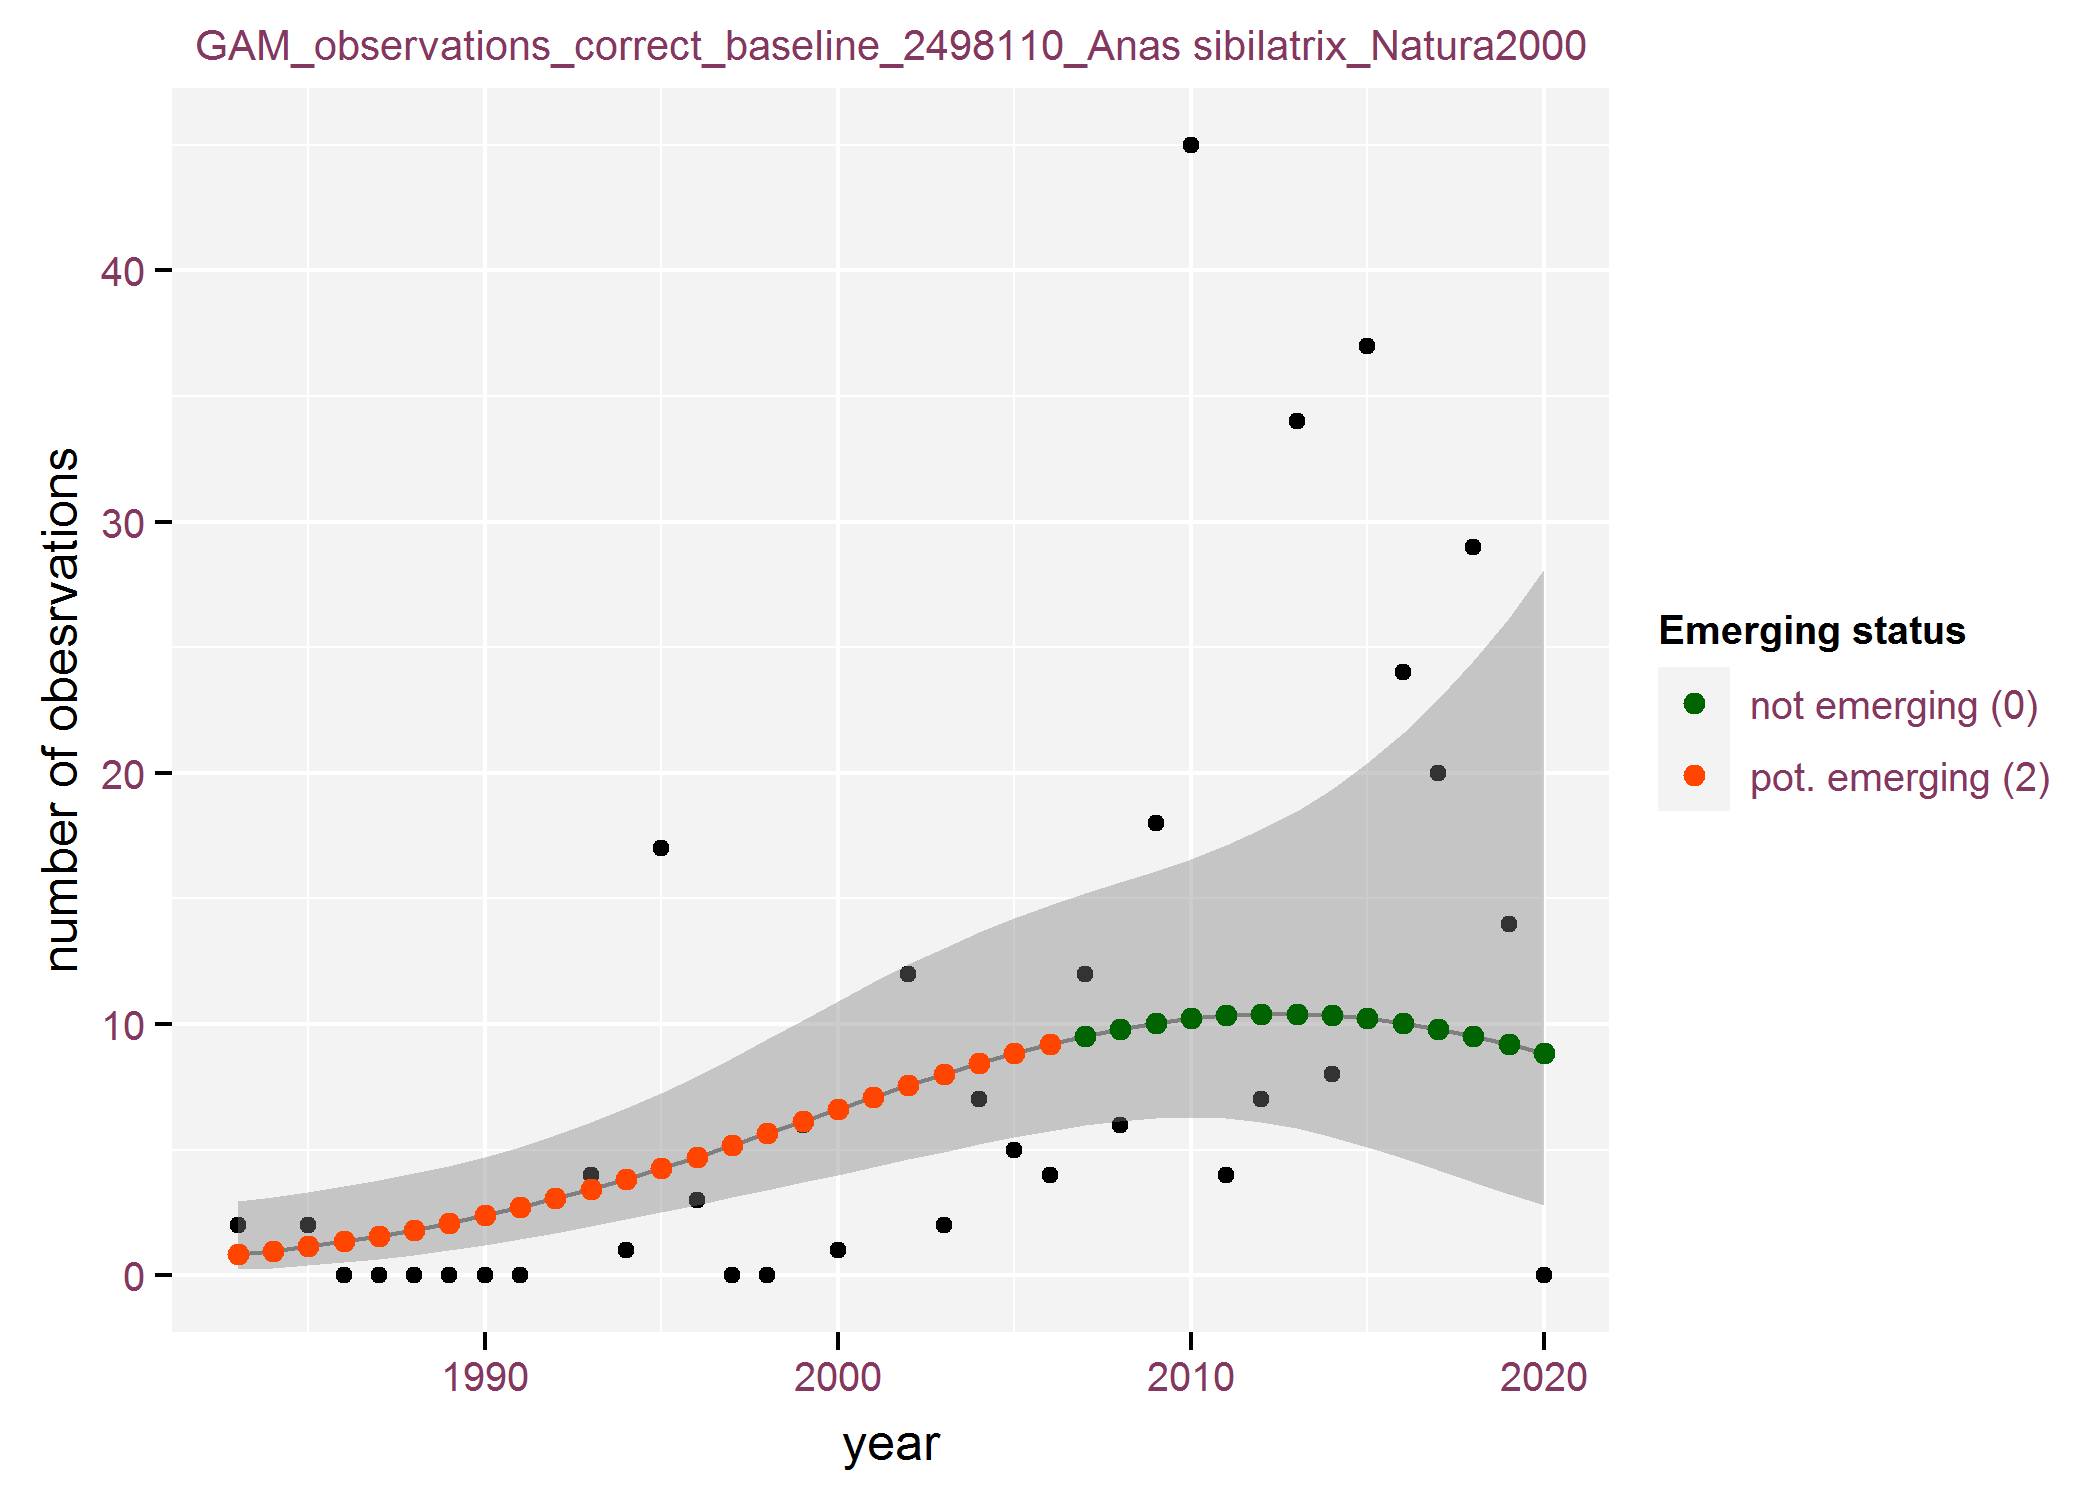 GAM_observations_correct_baseline_2498110_Anas sibilatrix_Natura2000
number of obesrvations
40
30
20
10
0
1990 2000 2010 2020
year
Emerging status
not emerging (0)
pot. emerging (2)